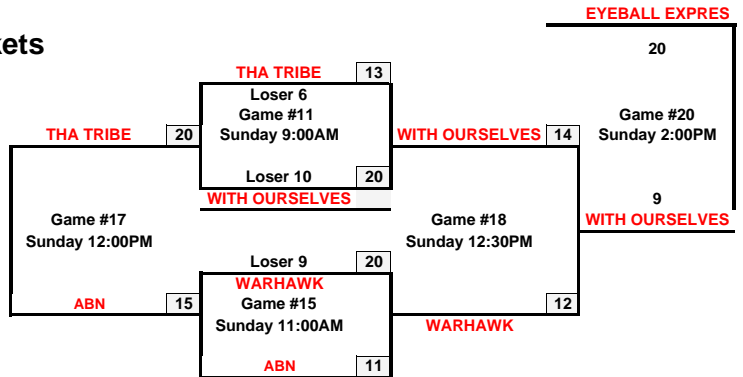 EYEBALL EXPRES
kets
20
THA TRIBE 13
Loser 6
Game #11
Sunday 9:00AM
THA TRIBE 20
WITH OURSELVES 14
Game #20
Sunday 2:00PM
Loser 10 20
WITH OURSELVES
9
WITH OURSELVES
Game #17
Sunday 12:00PM
Game #18
Sunday 12:30PM
Loser 9 20
WARHAWK
Game #15
Sunday 11:00AM
ABN 15
12
WARHAWK
ABN 11